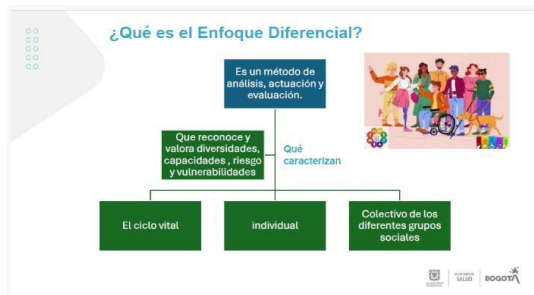 ¿Qué es el Enfoque Diferencial?
Es un método de
análisis, actuación y
evaluación.
Que reconoce y
valora diversidades,
capacidades , riesgo
y vulnerabilidades
Qué
caracterizan
El ciclo vital
individual
Colectivo de los
diferentes grupos
sociales
SALUD
BOGOTÁ